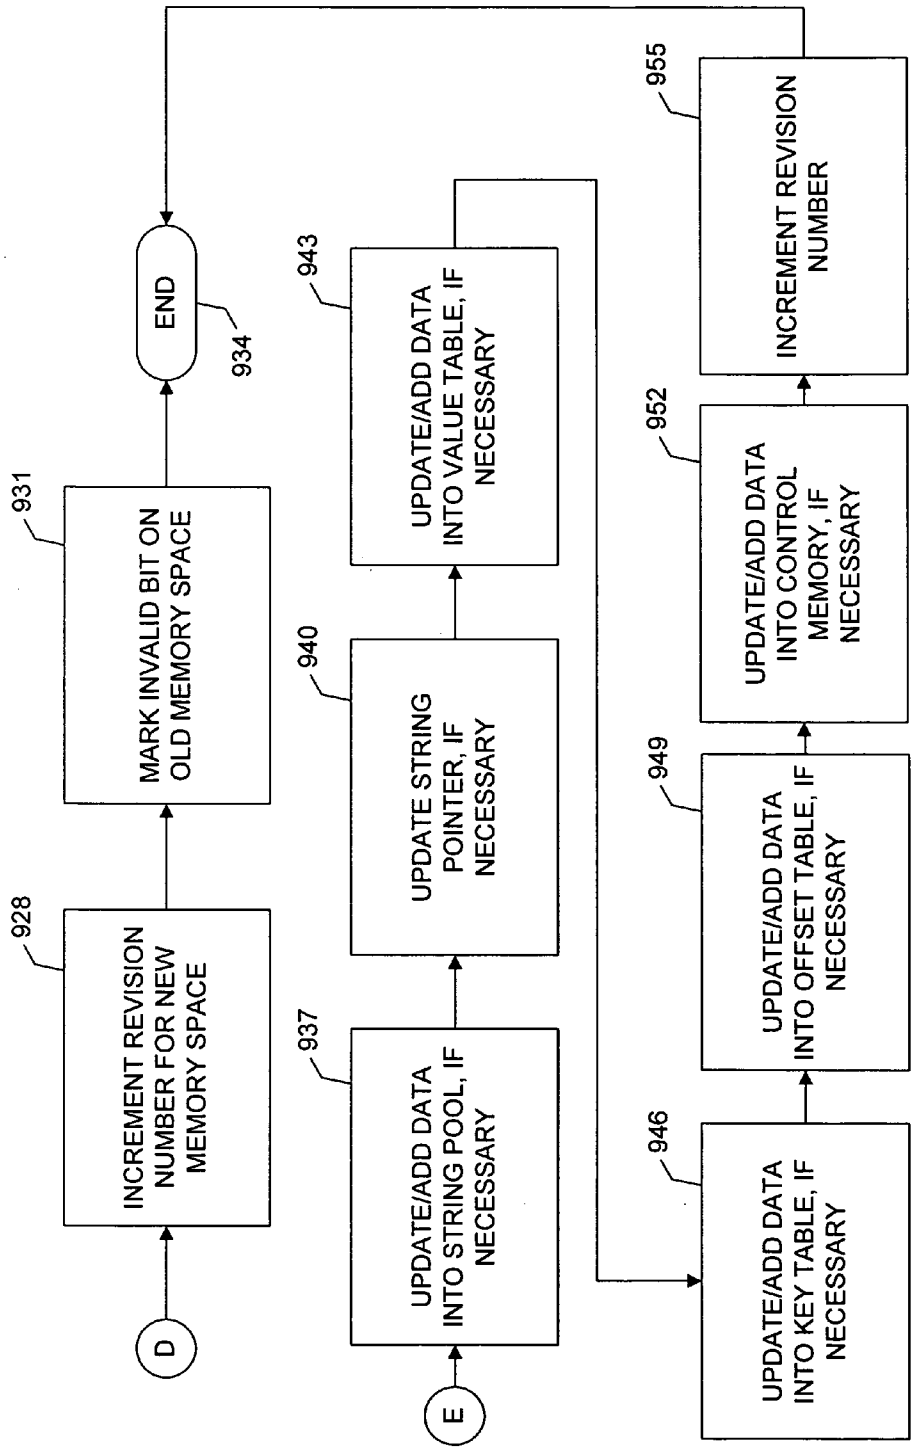 D
928
INCREMENT REVISION
NUMBER FOR NEW
MEMORY SPACE
931
MARK INVALID BIT ON
OLD MEMORY SPACE
END
934
E
937
UPDATE/ADD DATA
INTO STRING POOL, IF
NECESSARY
940
UPDATE STRING
POINTER, IF
NECESSARY
943
UPDATE/ADD DATA
INTO VALUE TABLE, IF
NECESSARY
946
UPDATE/ADD DATA
INTO KEY TABLE, IF
NECESSARY
949
UPDATE/ADD DATA
INTO OFFSET TABLE, IF
NECESSARY
952
UPDATE/ADD DATA
INTO CONTROL
MEMORY, IF
NECESSARY
955
INCREMENT REVISION
NUMBER